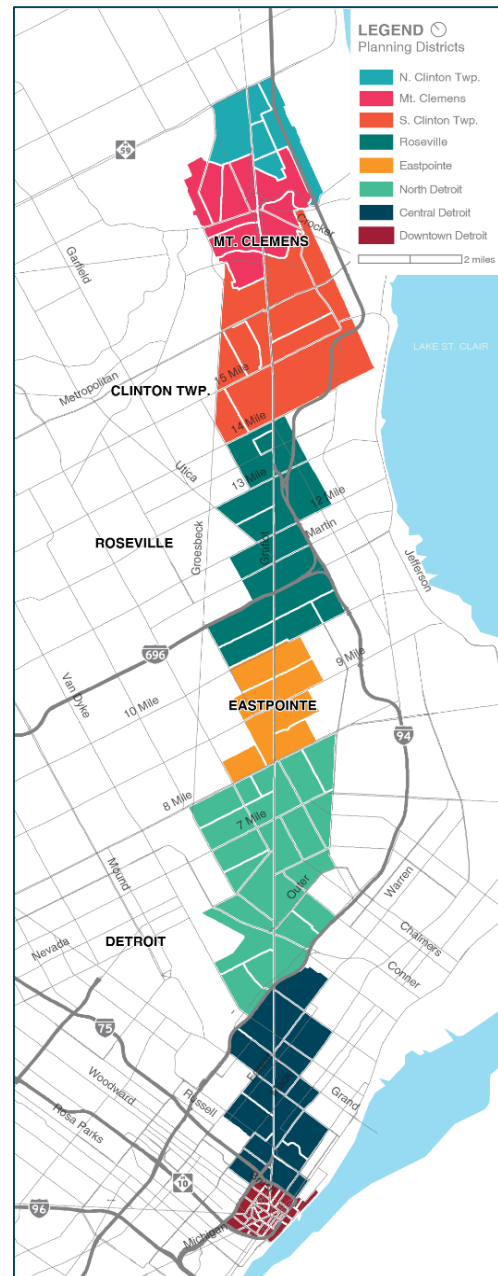 LEGEND
Planning Districts
N. Clinton Twp.
Mt. Clemens
S. Clinton Twp.
Roseville
Eastpointe
North Detroit
Central Detroit
Downtown Detroit
2 miles
59
Crocker
MT. CLEMENS
Garfield
LAKE ST. CLAIR
15 Mile
Metropolitan
CLINTON TWP.
14 Mile
Utica
13 Mile
12 Mile
Martin
ROSEVILLE
Groesbeck
Gratiot
Jefferson
696
9 Mile
Van Dyke
10 Mile
EASTPOINTE
94
8 Mile
7 Mile
Mound
Outer
Warren
Chalmers
DETROIT
Nevada
Conner
75
Woodward
Russell
Grand
Rosa Parks
10
96
Michigan